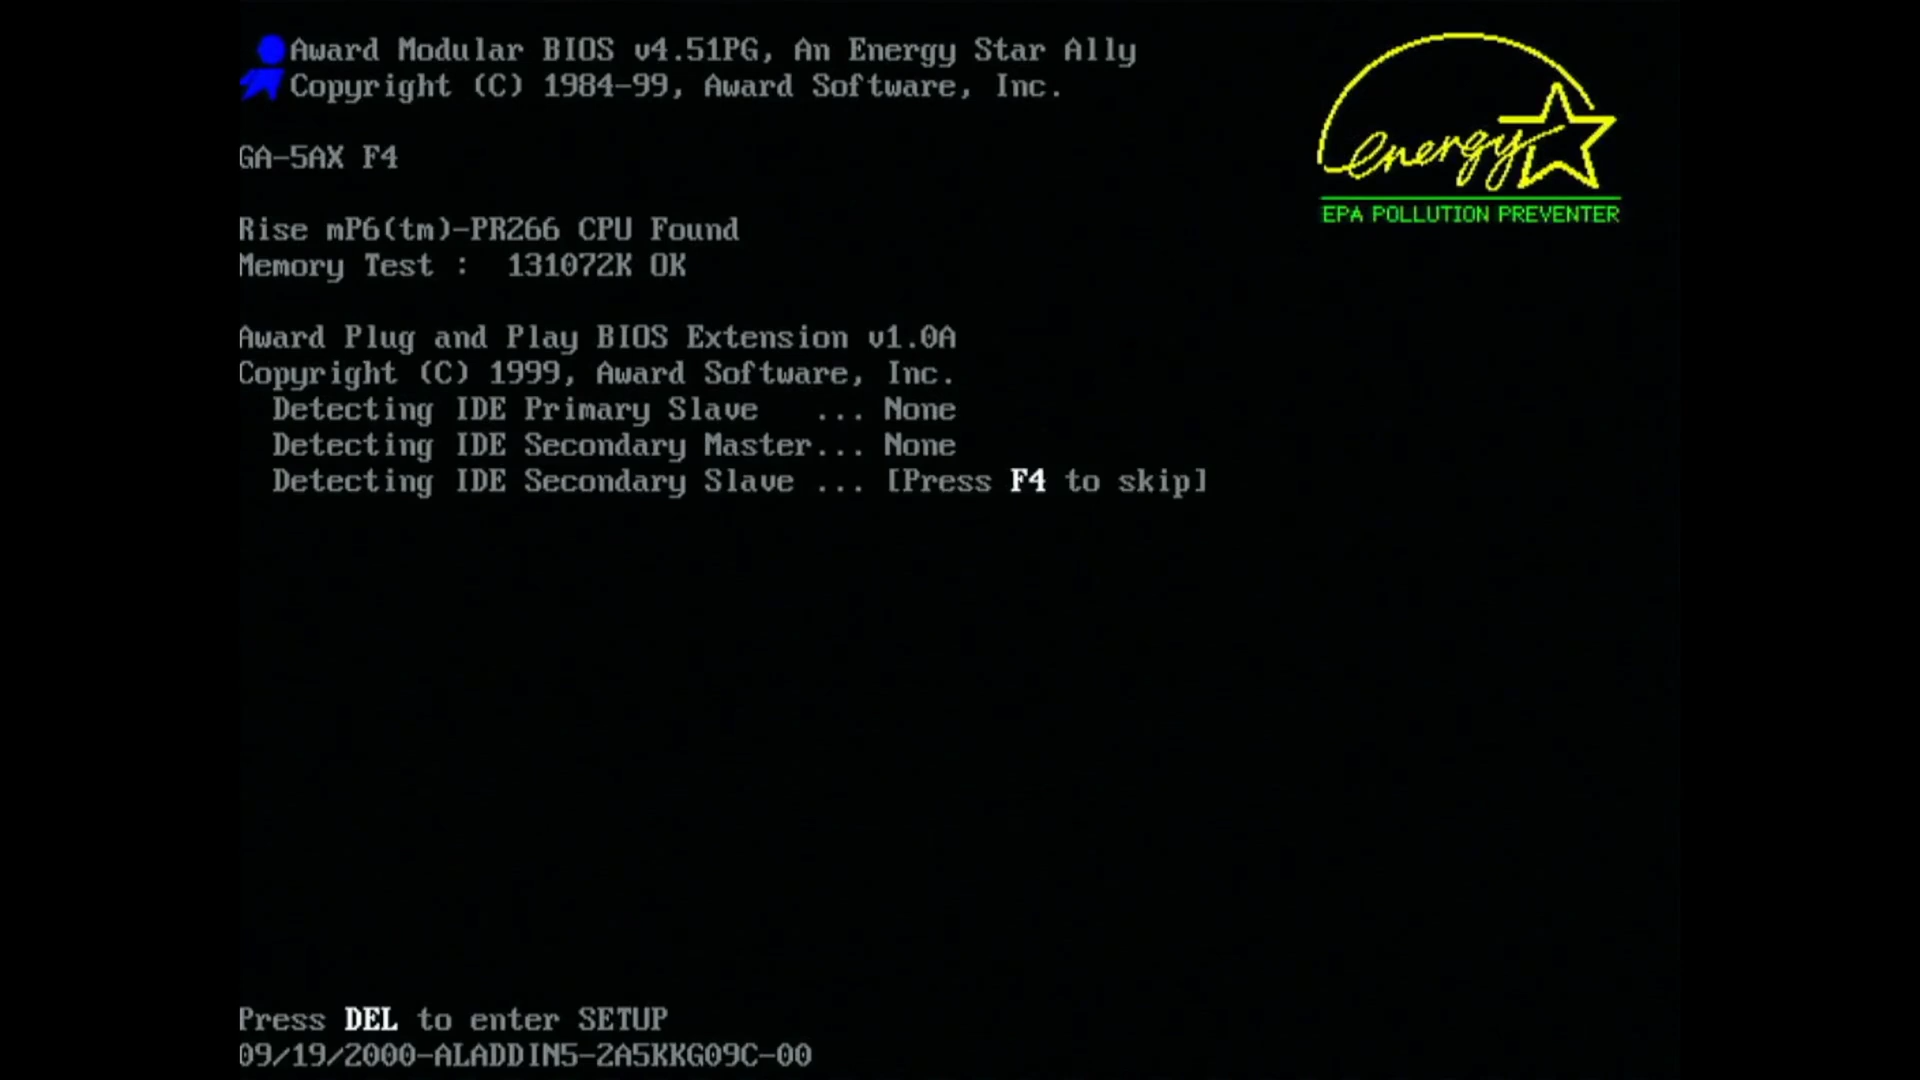 Award Modular BIOS v4.51PG, An Energy Star Ally
Copyright (C) 1984-99, Award Software, Inc.
energy
EPA POLLUTION PREVENTER
GA-5AX F4
Rise mP6(tm)-PR266 CPU Found
Memory Test :  131072K OK
Award Plug and Play BIOS Extension v1.0A
Copyright (C) 1999, Award Software, Inc.
Detecting IDE Primary Slave   ... None
Detecting IDE Secondary Master... None
Detecting IDE Secondary Slave ... [Press F4 to skip]
Press DEL to enter SETUP
09/19/2000-ALADDIN5-2A5KKG09C-00